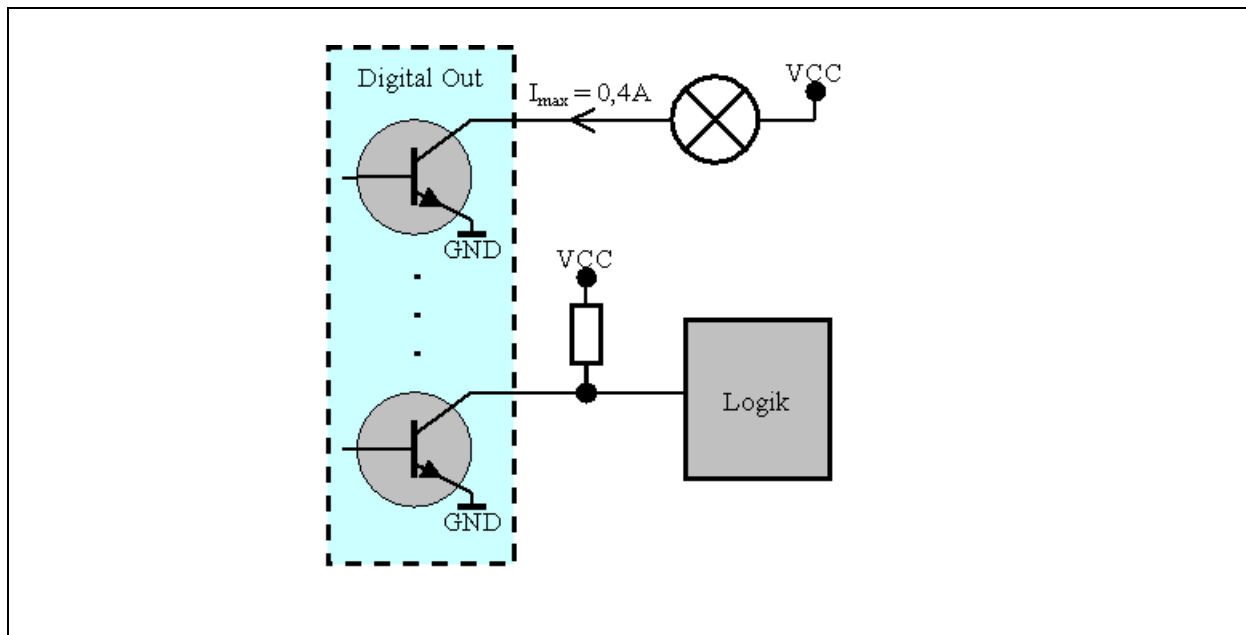 Digital Out
I_max = 0,4A
VCC
GND
VCC
Logik
GND